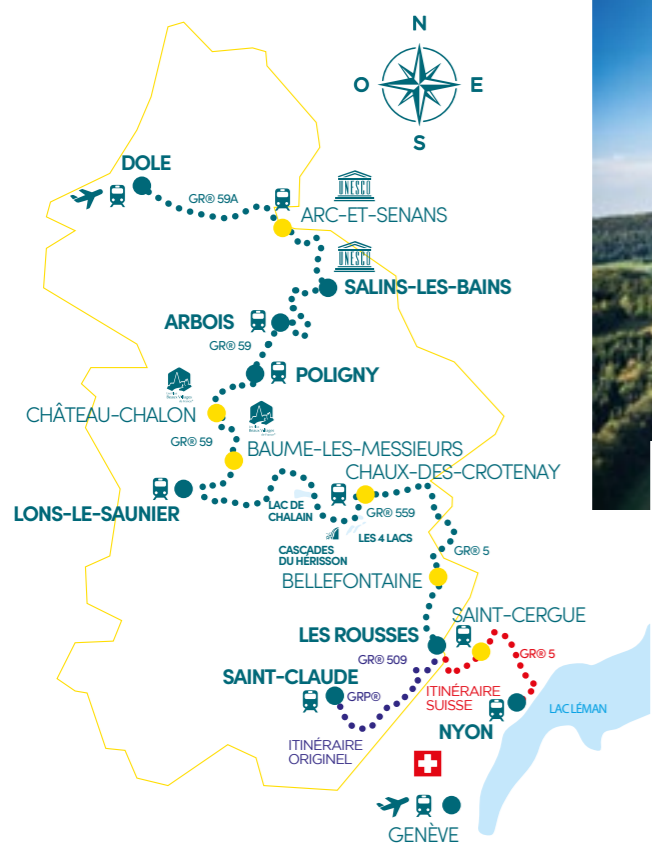 N
O
E
S
DOLE
GR® 59A
UNESCO
ARC-ET-SENANS
UNESCO
SALINS-LES-BAINS
ARBOIS
GR® 59
POLIGNY
CHÂTEAU-CHALON
GR® 59
BAUME-LES-MESSIEURS
CHAUX-DES-CROTENAY
LONS-LE-SAUNIER
LAC DE
CHALAIN
GR® 559
LES 4 LACS
CASCADES
DU HÉRISSON
GR® 5
BELLEFONTAINE
SAINT-CERGUE
LES ROUSSES
GR® 5
GR® 509
SAINT-CLAUDE
GRP®
ITINÉRAIRE
SUISSE
LAC LÉMAN
NYON
ITINÉRAIRE
ORIGINEL
GENÈVE